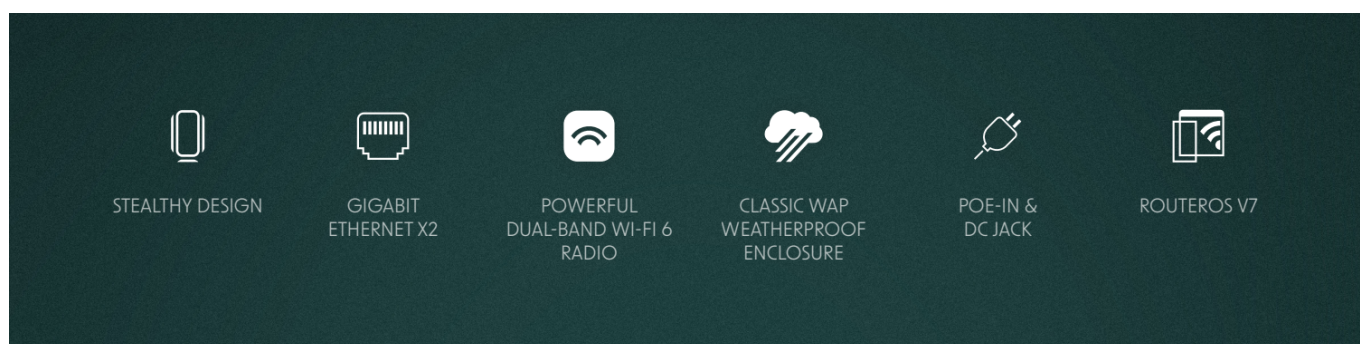 STEALTHY DESIGN
GIGABIT
ETHERNET X2
POWERFUL
DUAL-BAND WI-FI 6
RADIO
CLASSIC WAP
WEATHERPROOF
ENCLOSURE
POE-IN &
DC JACK
ROUTEROS V7